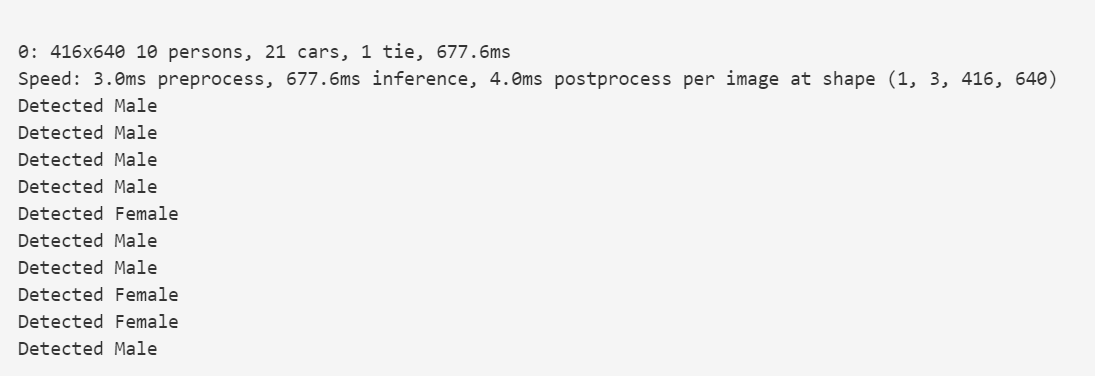 0: 416x640 10 persons, 21 cars, 1 tie, 677.6ms
Speed: 3.0ms preprocess, 677.6ms inference, 4.0ms postprocess per image at shape (1, 3, 416, 640)
Detected Male
Detected Male
Detected Male
Detected Male
Detected Female
Detected Male
Detected Male
Detected Female
Detected Female
Detected Male